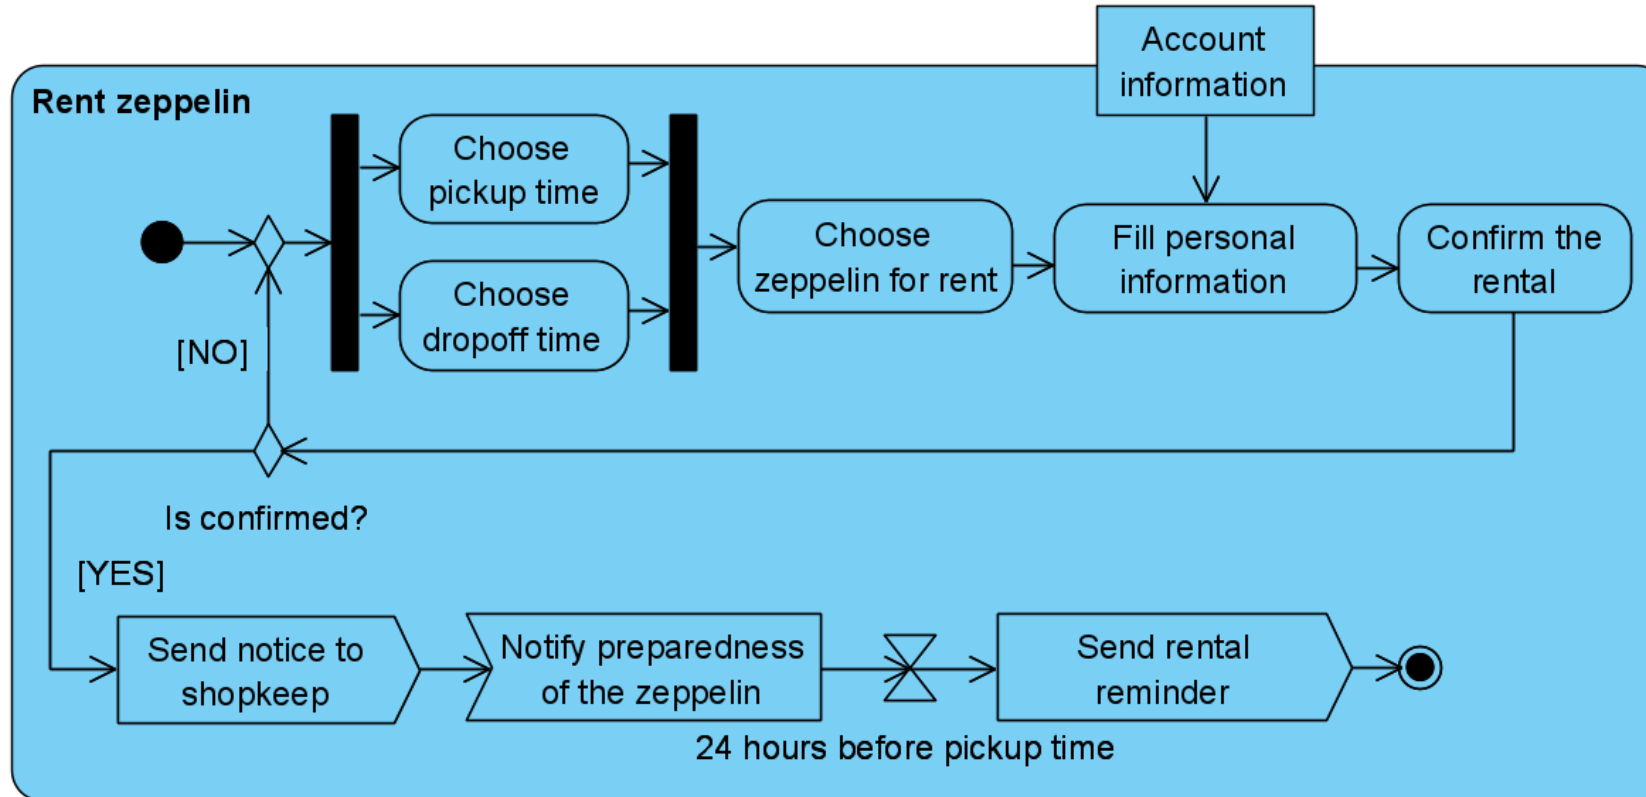 Account
information
Rent zeppelin
Choose
pickup time
Choose
dropoff time
Choose
zeppelin for rent
Fill personal
information
Confirm the
rental
[NO]
Is confirmed?
[YES]
Send notice to
shopkeep
Notify preparedness
of the zeppelin
24 hours before pickup time
Send rental
reminder